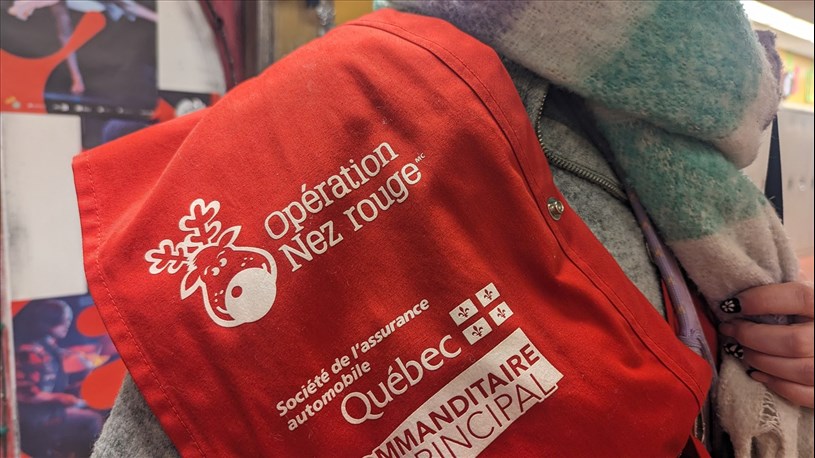 Opération
Nez rouge MC
Société de l'assurance
automobile
Québec
COMMANDITAIRE
PRINCIPAL